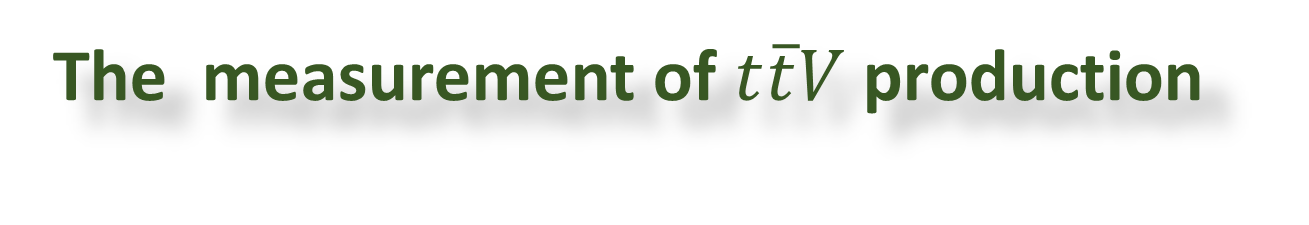 The measurement of tt̄V production